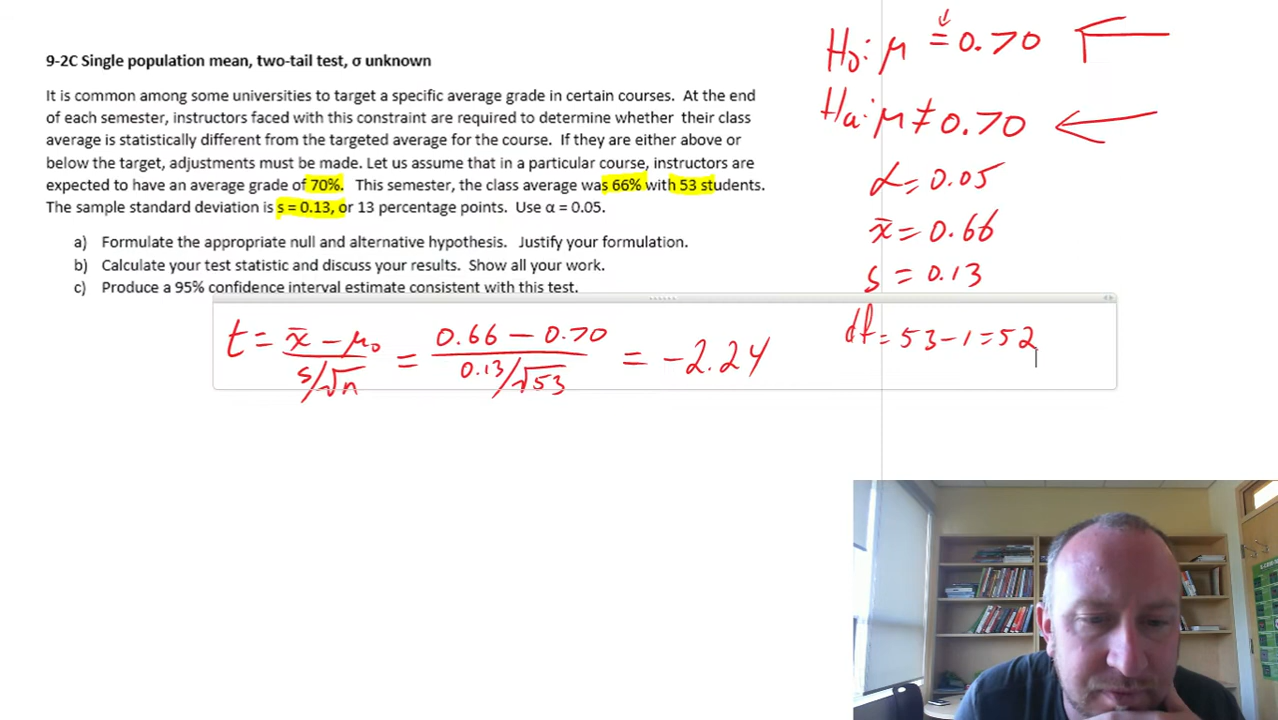 9-2C Single population mean, two-tail test, σ unknown
It is common among some universities to target a specific average grade in certain courses. At the end
of each semester, instructors faced with this constraint are required to determine whether their class
average is statistically different from the targeted average for the course. If they are either above or
below the target, adjustments must be made. Let us assume that in a particular course, instructors are
expected to have an average grade of 70%. This semester, the class average was 66% with 53 students.
The sample standard deviation is s = 0.13, or 13 percentage points. Use α = 0.05.
a) Formulate the appropriate null and alternative hypothesis. Justify your formulation.
b) Calculate your test statistic and discuss your results. Show all your work.
c) Produce a 95% confidence interval estimate consistent with this test.
H₀: μ = 0.70
Ha: μ ≠ 0.70
α = 0.05
x̄ = 0.66
s = 0.13
df = 53 - 1 = 52
t = x̄ - μ₀ / s/√n = 0.66 - 0.70 / 0.13/√53 = -2.24